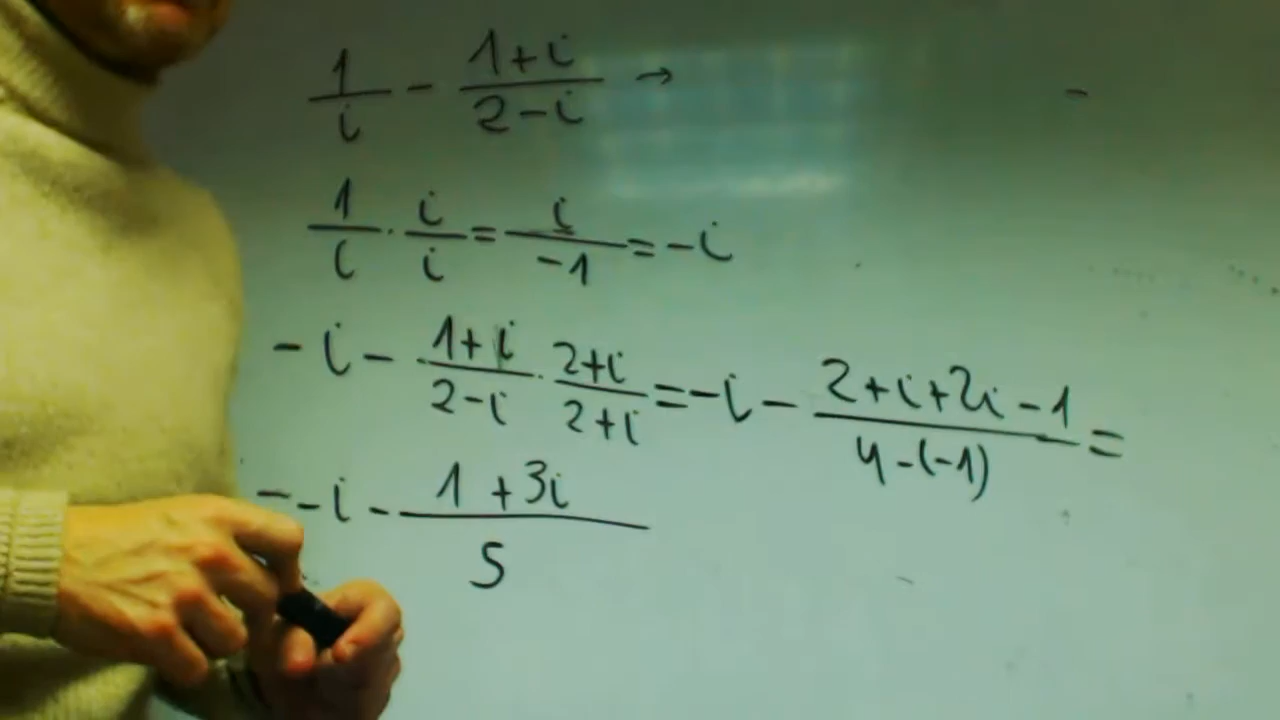 1/i - (1+i)/(2-i) →
1/i · i/i = i/-1 = -i
-i - (1+i)/(2-i) · (2+i)/(2+i) = -i - (2+i+2i-1)/(4-(-1)) =
= -i - (1+3i)/5